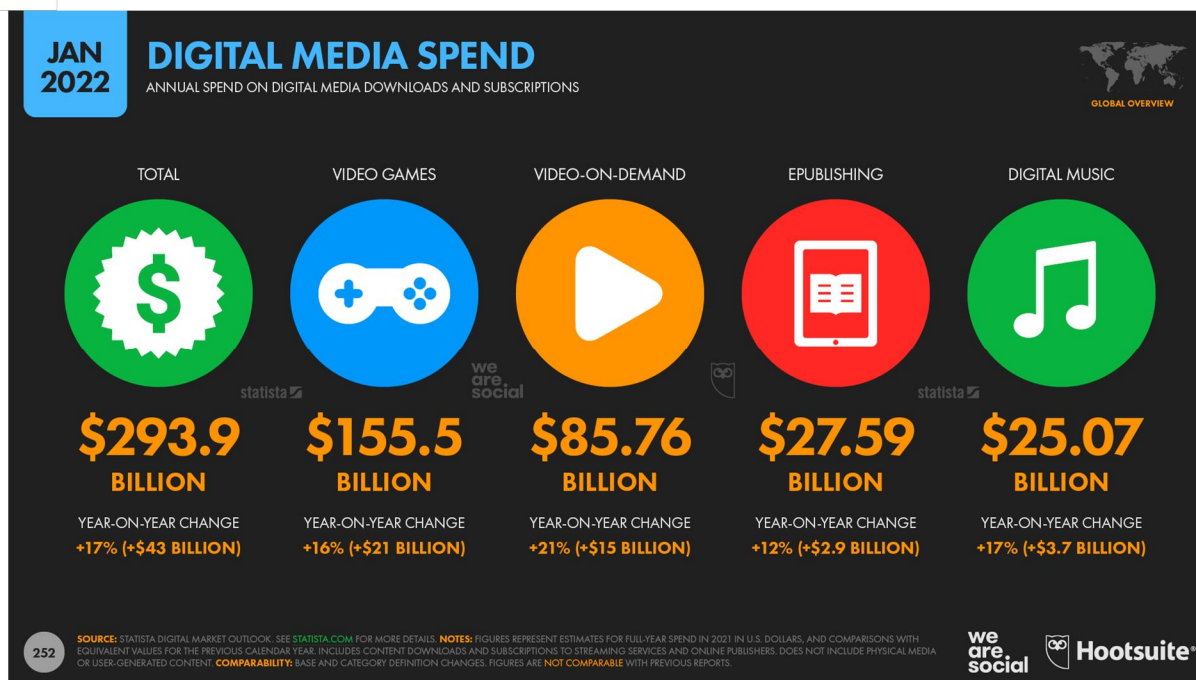 JAN
2022
DIGITAL MEDIA SPEND
ANNUAL SPEND ON DIGITAL MEDIA DOWNLOADS AND SUBSCRIPTIONS
GLOBAL OVERVIEW
TOTAL
VIDEO GAMES
VIDEO-ON-DEMAND
EPUBLISHING
DIGITAL MUSIC
$
statista
we
are.
social
statista
$293.9
BILLION
$155.5
BILLION
$85.76
BILLION
$27.59
BILLION
$25.07
BILLION
YEAR-ON-YEAR CHANGE
+17% (+$43 BILLION)
YEAR-ON-YEAR CHANGE
+16% (+$21 BILLION)
YEAR-ON-YEAR CHANGE
+21% (+$15 BILLION)
YEAR-ON-YEAR CHANGE
+12% (+$2.9 BILLION)
YEAR-ON-YEAR CHANGE
+17% (+$3.7 BILLION)
252
SOURCE: STATISTA DIGITAL MARKET OUTLOOK. SEE STATISTA.COM FOR MORE DETAILS. NOTES: FIGURES REPRESENT ESTIMATES FOR FULL-YEAR SPEND IN 2021 IN U.S. DOLLARS, AND COMPARISONS WITH
EQUIVALENT VALUES FOR THE PREVIOUS CALENDAR YEAR. INCLUDES CONTENT DOWNLOADS AND SUBSCRIPTIONS TO STREAMING SERVICES AND ONLINE PUBLISHERS. DOES NOT INCLUDE PHYSICAL MEDIA
OR USER-GENERATED CONTENT. COMPARABILITY: BASE AND CATEGORY DEFINITION CHANGES. FIGURES ARE NOT COMPARABLE WITH PREVIOUS REPORTS.
we
are.
social
Hootsuite®